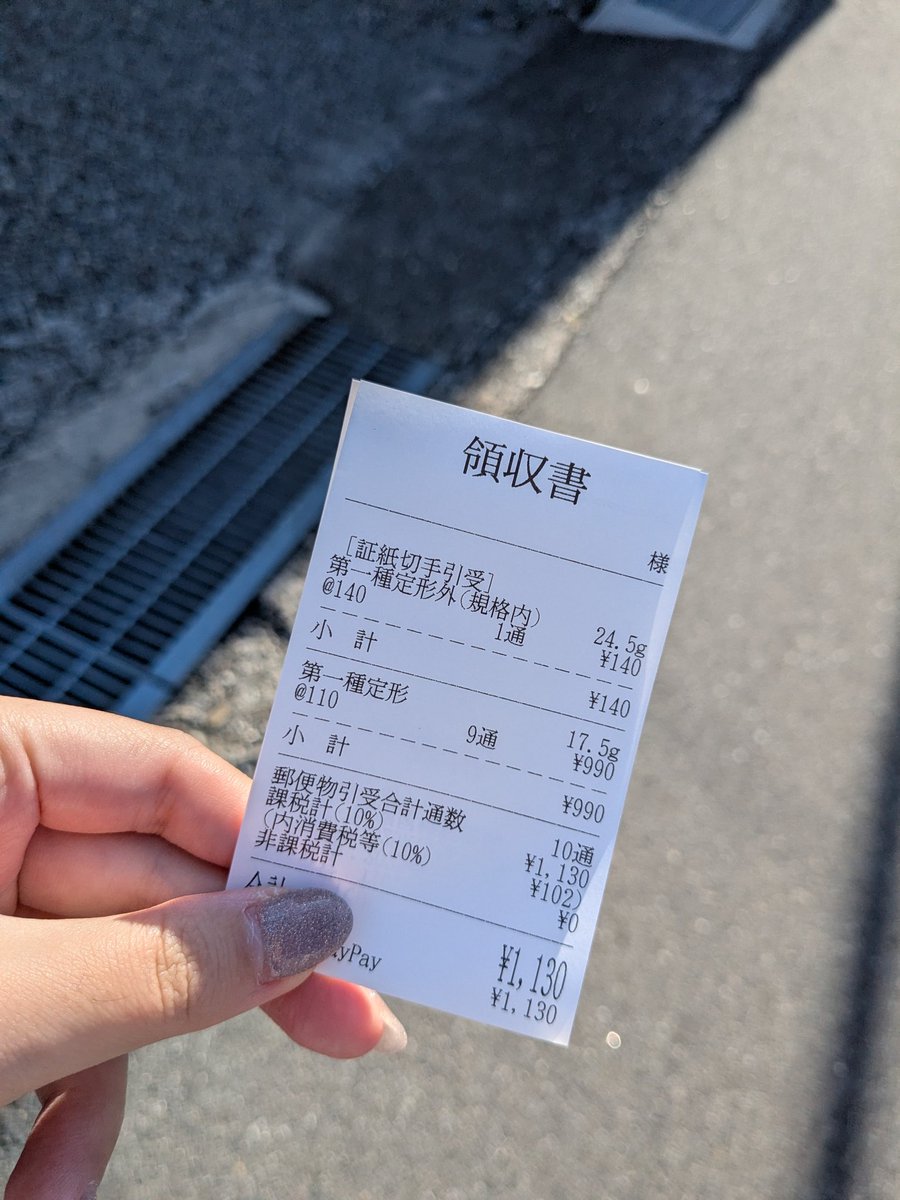 領収書
様
[証紙切手引受]
第一種定形外(規格内)
@140 1通 24.5g
¥140
小 計 ¥140
第一種定形
@110 9通 17.5g
¥990
小 計 ¥990
郵便物引受合計通数 10通
課税計(10%) ¥1,130
(内消費税等(10%) ¥102)
非課税計 ¥0
合計 ¥1,130
yPay ¥1,130